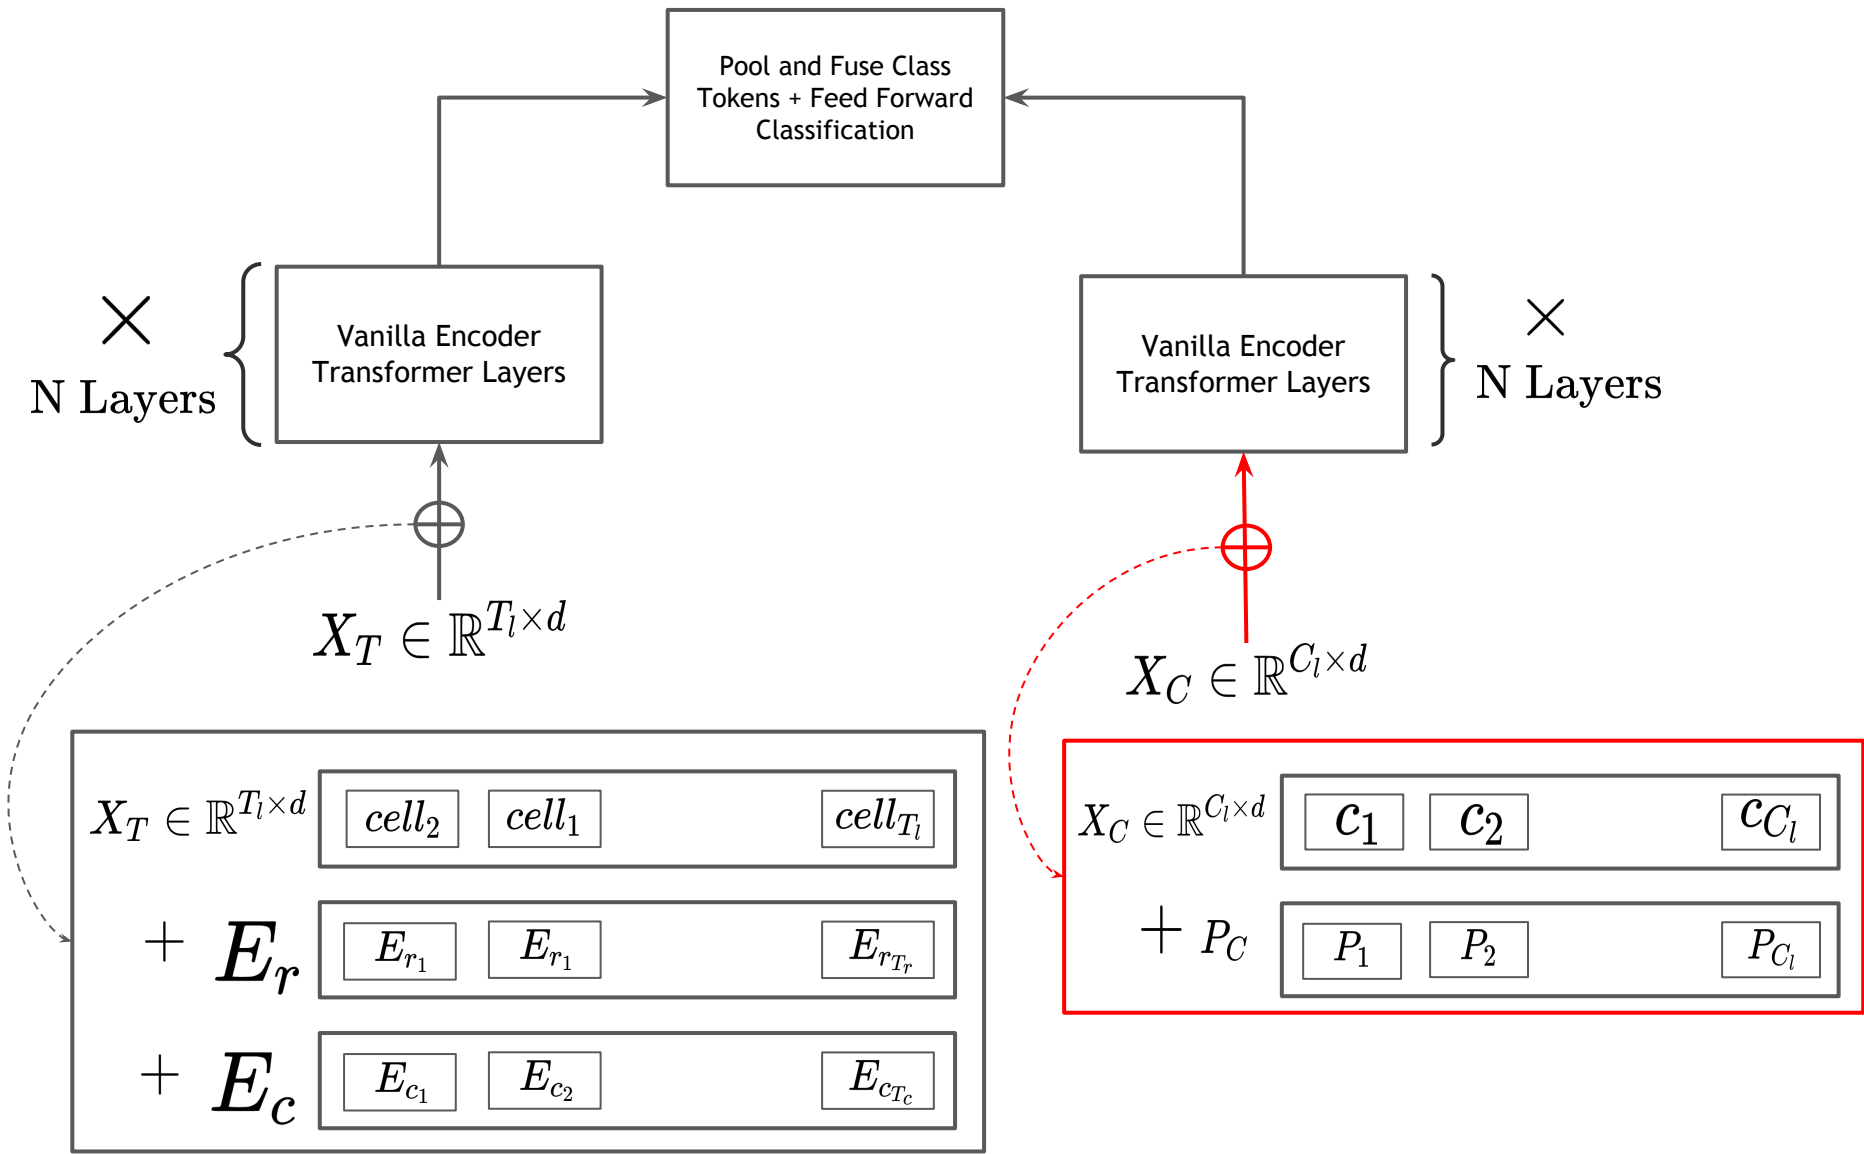 Pool and Fuse Class
Tokens + Feed Forward
Classification
×
N Layers
Vanilla Encoder
Transformer Layers
Vanilla Encoder
Transformer Layers
×
N Layers
X_T ∈ ℝ^{T_l×d}
X_C ∈ ℝ^{C_l×d}
X_T ∈ ℝ^{T_l×d} cell_2 cell_1 cell_{T_l}
+ E_r E_{r_1} E_{r_1} E_{r_{T_r}}
+ E_c E_{c_1} E_{c_2} E_{c_{T_c}}
X_C ∈ ℝ^{C_l×d} c_1 c_2 c_{C_l}
+ P_C P_1 P_2 P_{C_l}